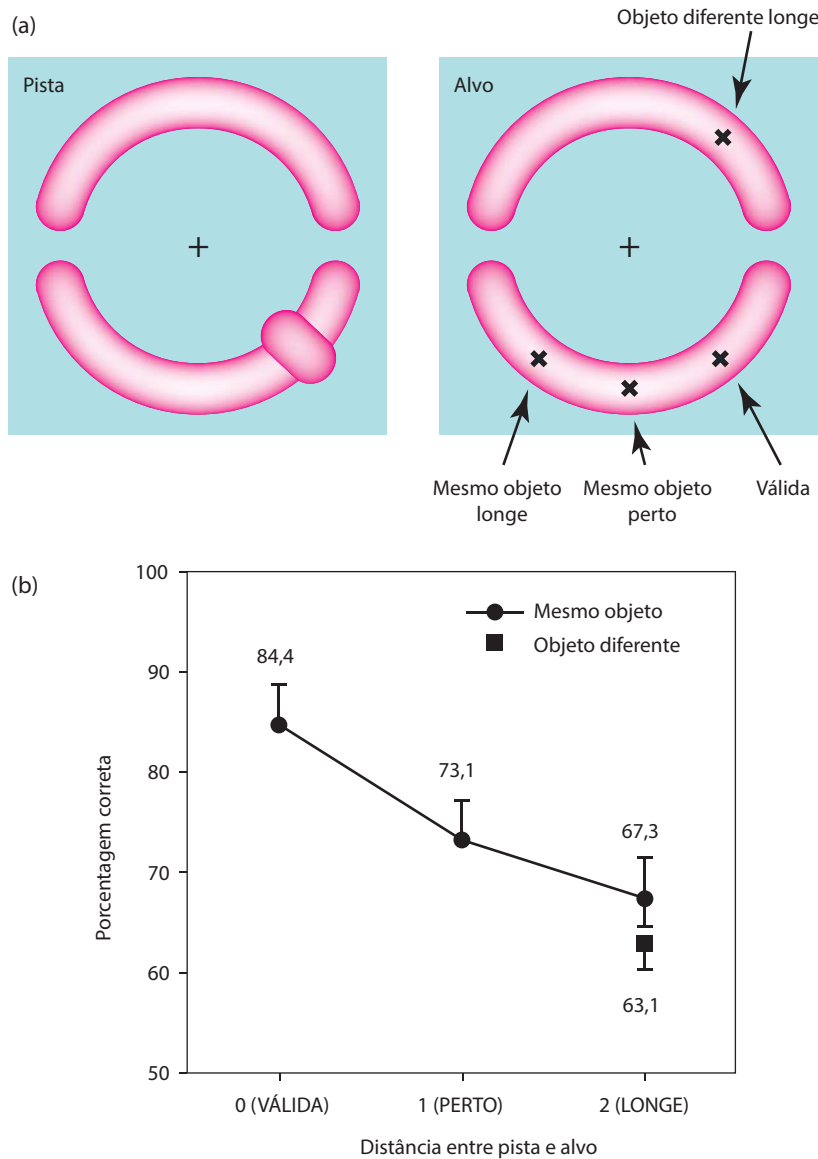 (a)
Objeto diferente longe
Pista
Alvo
+
+
Mesmo objeto
longe
Mesmo objeto
perto
Válida
(b)
100
90
80
70
60
50
Porcentagem correta
Mesmo objeto
Objeto diferente
84,4
73,1
67,3
63,1
0 (VÁLIDA)
1 (PERTO)
2 (LONGE)
Distância entre pista e alvo